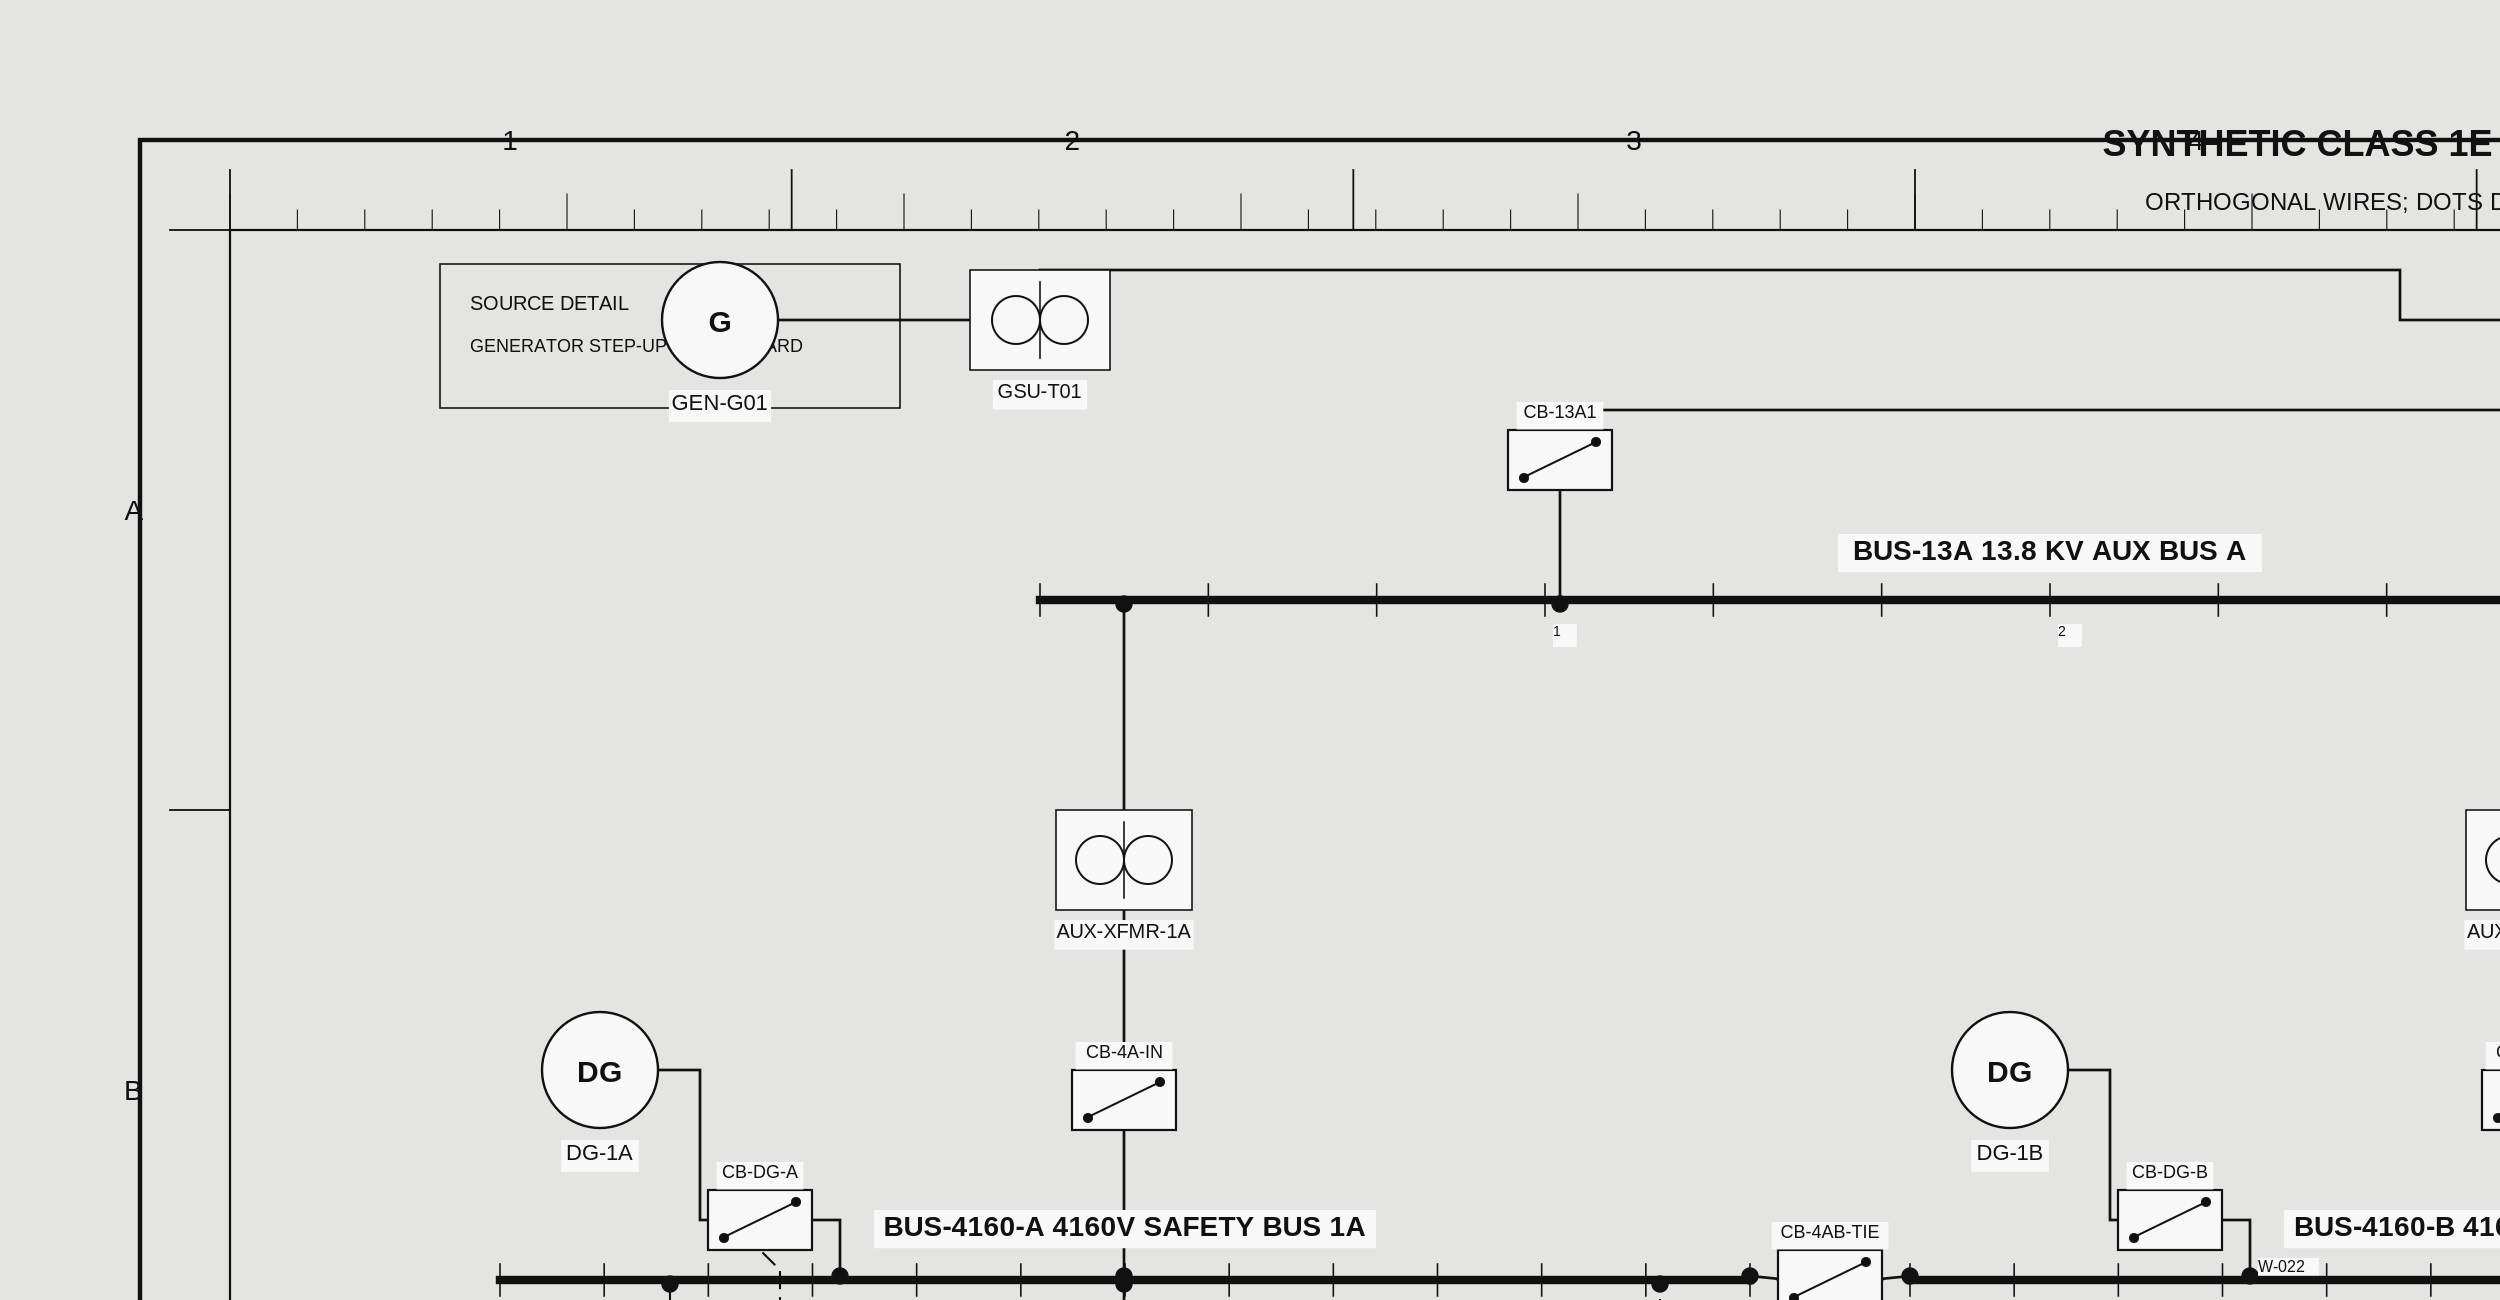 1
2
3
4
SYNTHETIC CLASS 1E
ORTHOGONAL WIRES; DOTS
SOURCE DETAIL
G
GENERATOR STEP-UP
GEN-G01
GSU-T01
CB-13A1
A
BUS-13A 13.8 KV AUX BUS A
1
2
AUX-XFMR-1A
DG
CB-4A-IN
DG
B
DG-1A
DG-1B
CB-DG-A
CB-DG-B
BUS-4160-A 4160V SAFETY BUS 1A
CB-4AB-TIE
BUS-4160-B
W-022